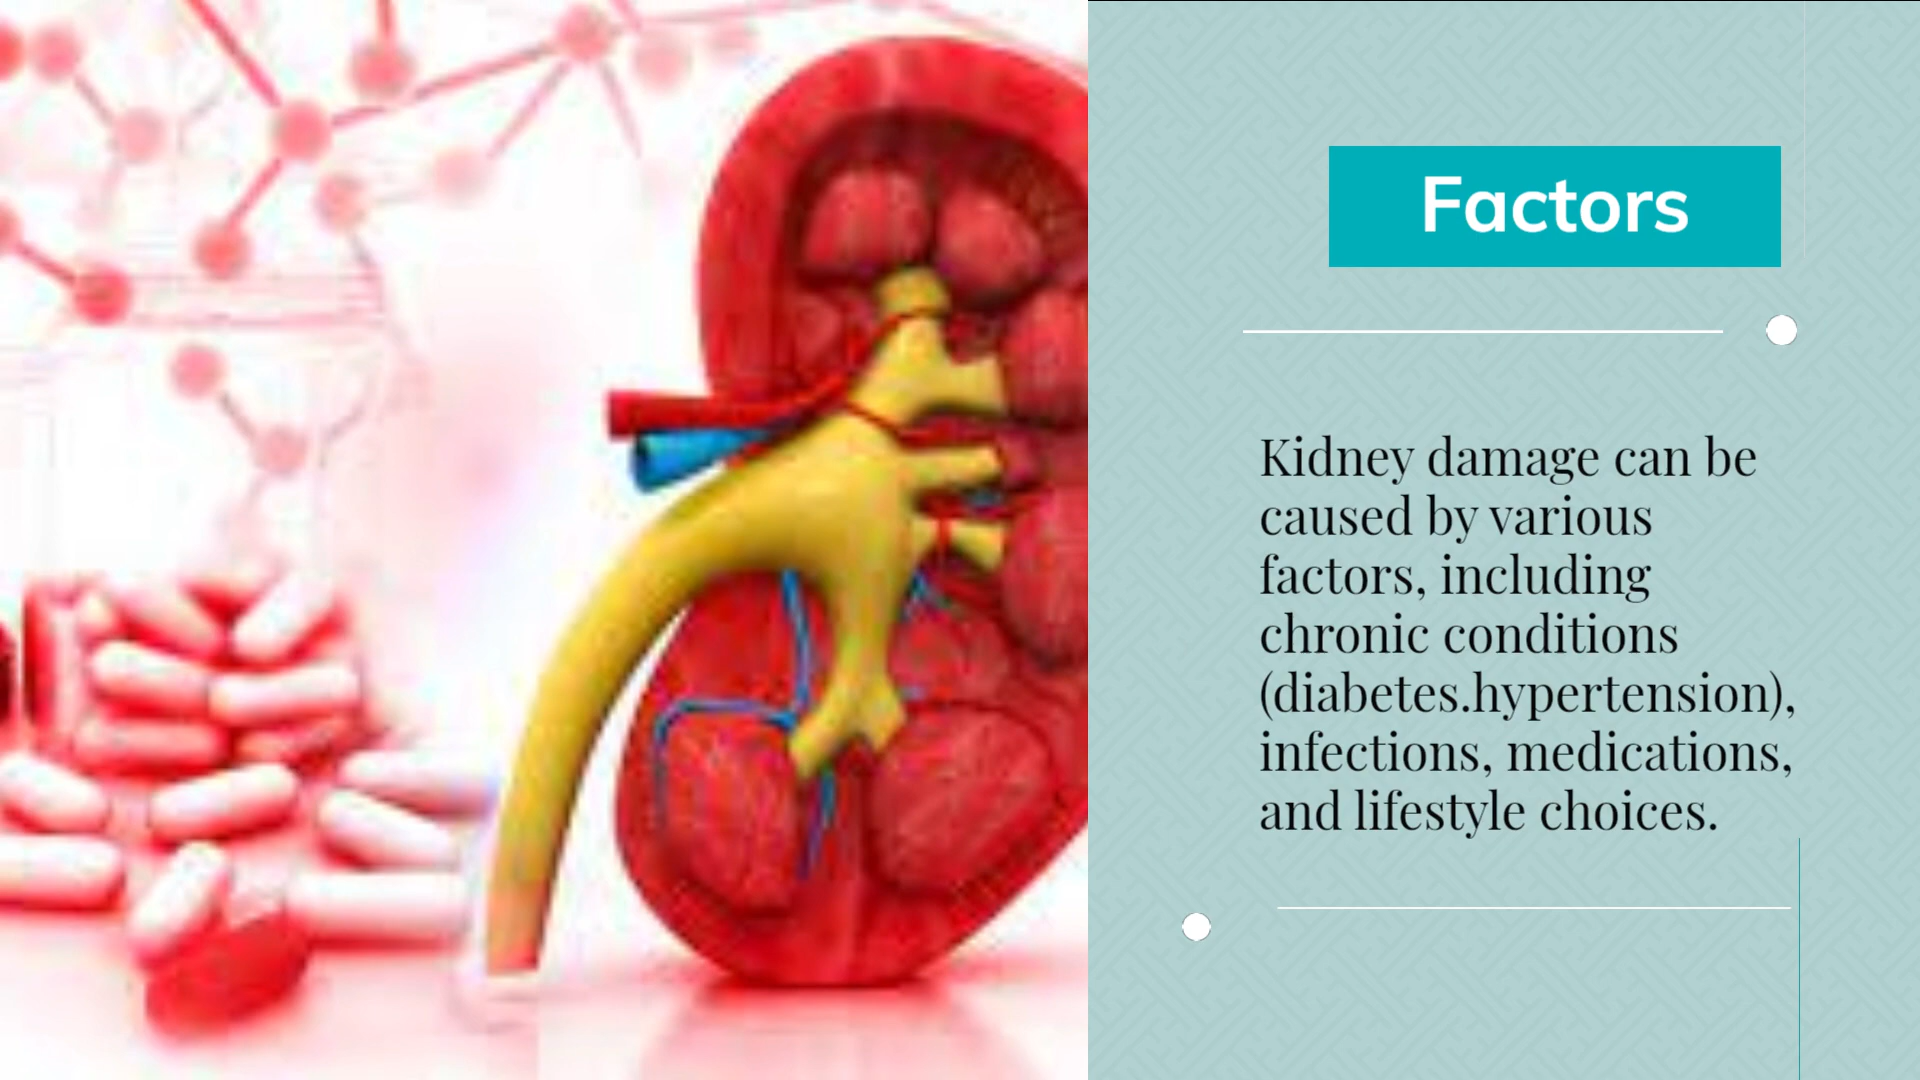 Factors
Kidney damage can be
caused by various
factors, including
chronic conditions
(diabetes.hypertension),
infections, medications,
and lifestyle choices.